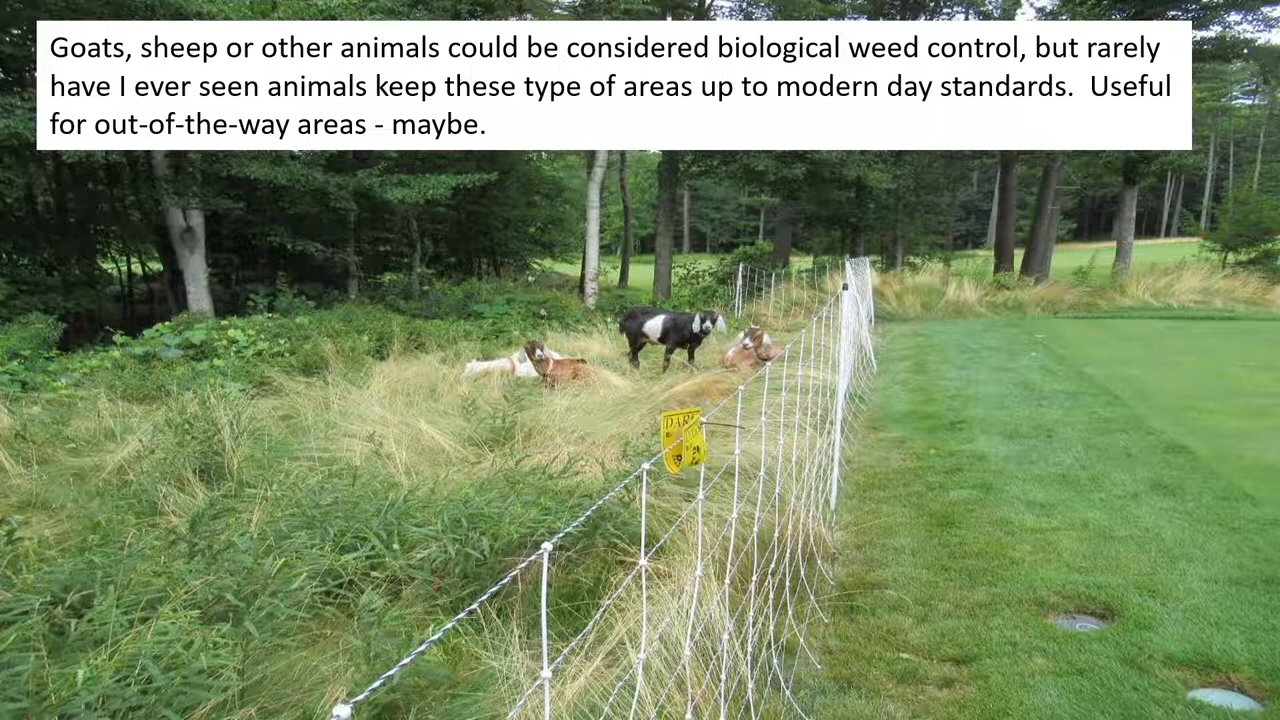 Goats, sheep or other animals could be considered biological weed control, but rarely
have I ever seen animals keep these type of areas up to modern day standards.  Useful
for out-of-the-way areas - maybe.